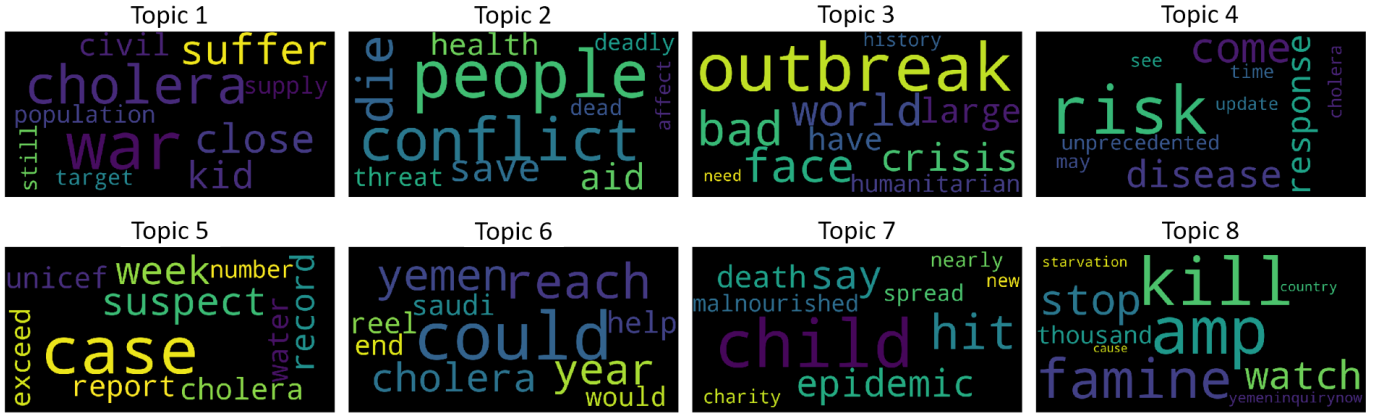 Topic 1
civil
suffer
cholera
supply
population
war
close
still
target
kid
Topic 2
health
deadly
die
people
affect
dead
conflict
threat
save
aid
Topic 3
history
outbreak
world
large
bad
have
face
crisis
need
humanitarian
Topic 4
come
response
cholera
see
time
risk
update
unprecedented
may
disease
Topic 5
unicef
week
number
record
suspect
water
exceed
case
report
cholera
Topic 6
yemen
reach
saudi
reel
could
help
end
cholera
year
would
Topic 7
death
say
nearly
new
malnourished
spread
child
hit
charity
epidemic
Topic 8
starvation
kill
country
stop
thousand
amp
cause
famine
watch
yemeninquirynow